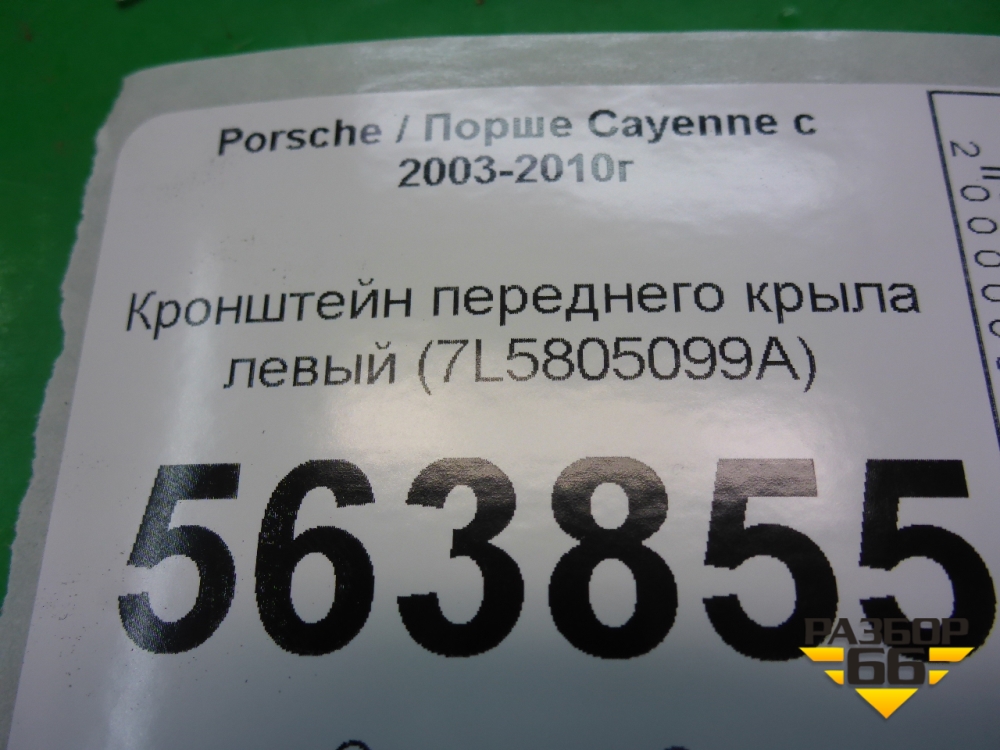 Porsche / Порше Cayenne с
2003-2010г
Кронштейн переднего крыла
левый (7L5805099A)
563855
РАЗБОР
66